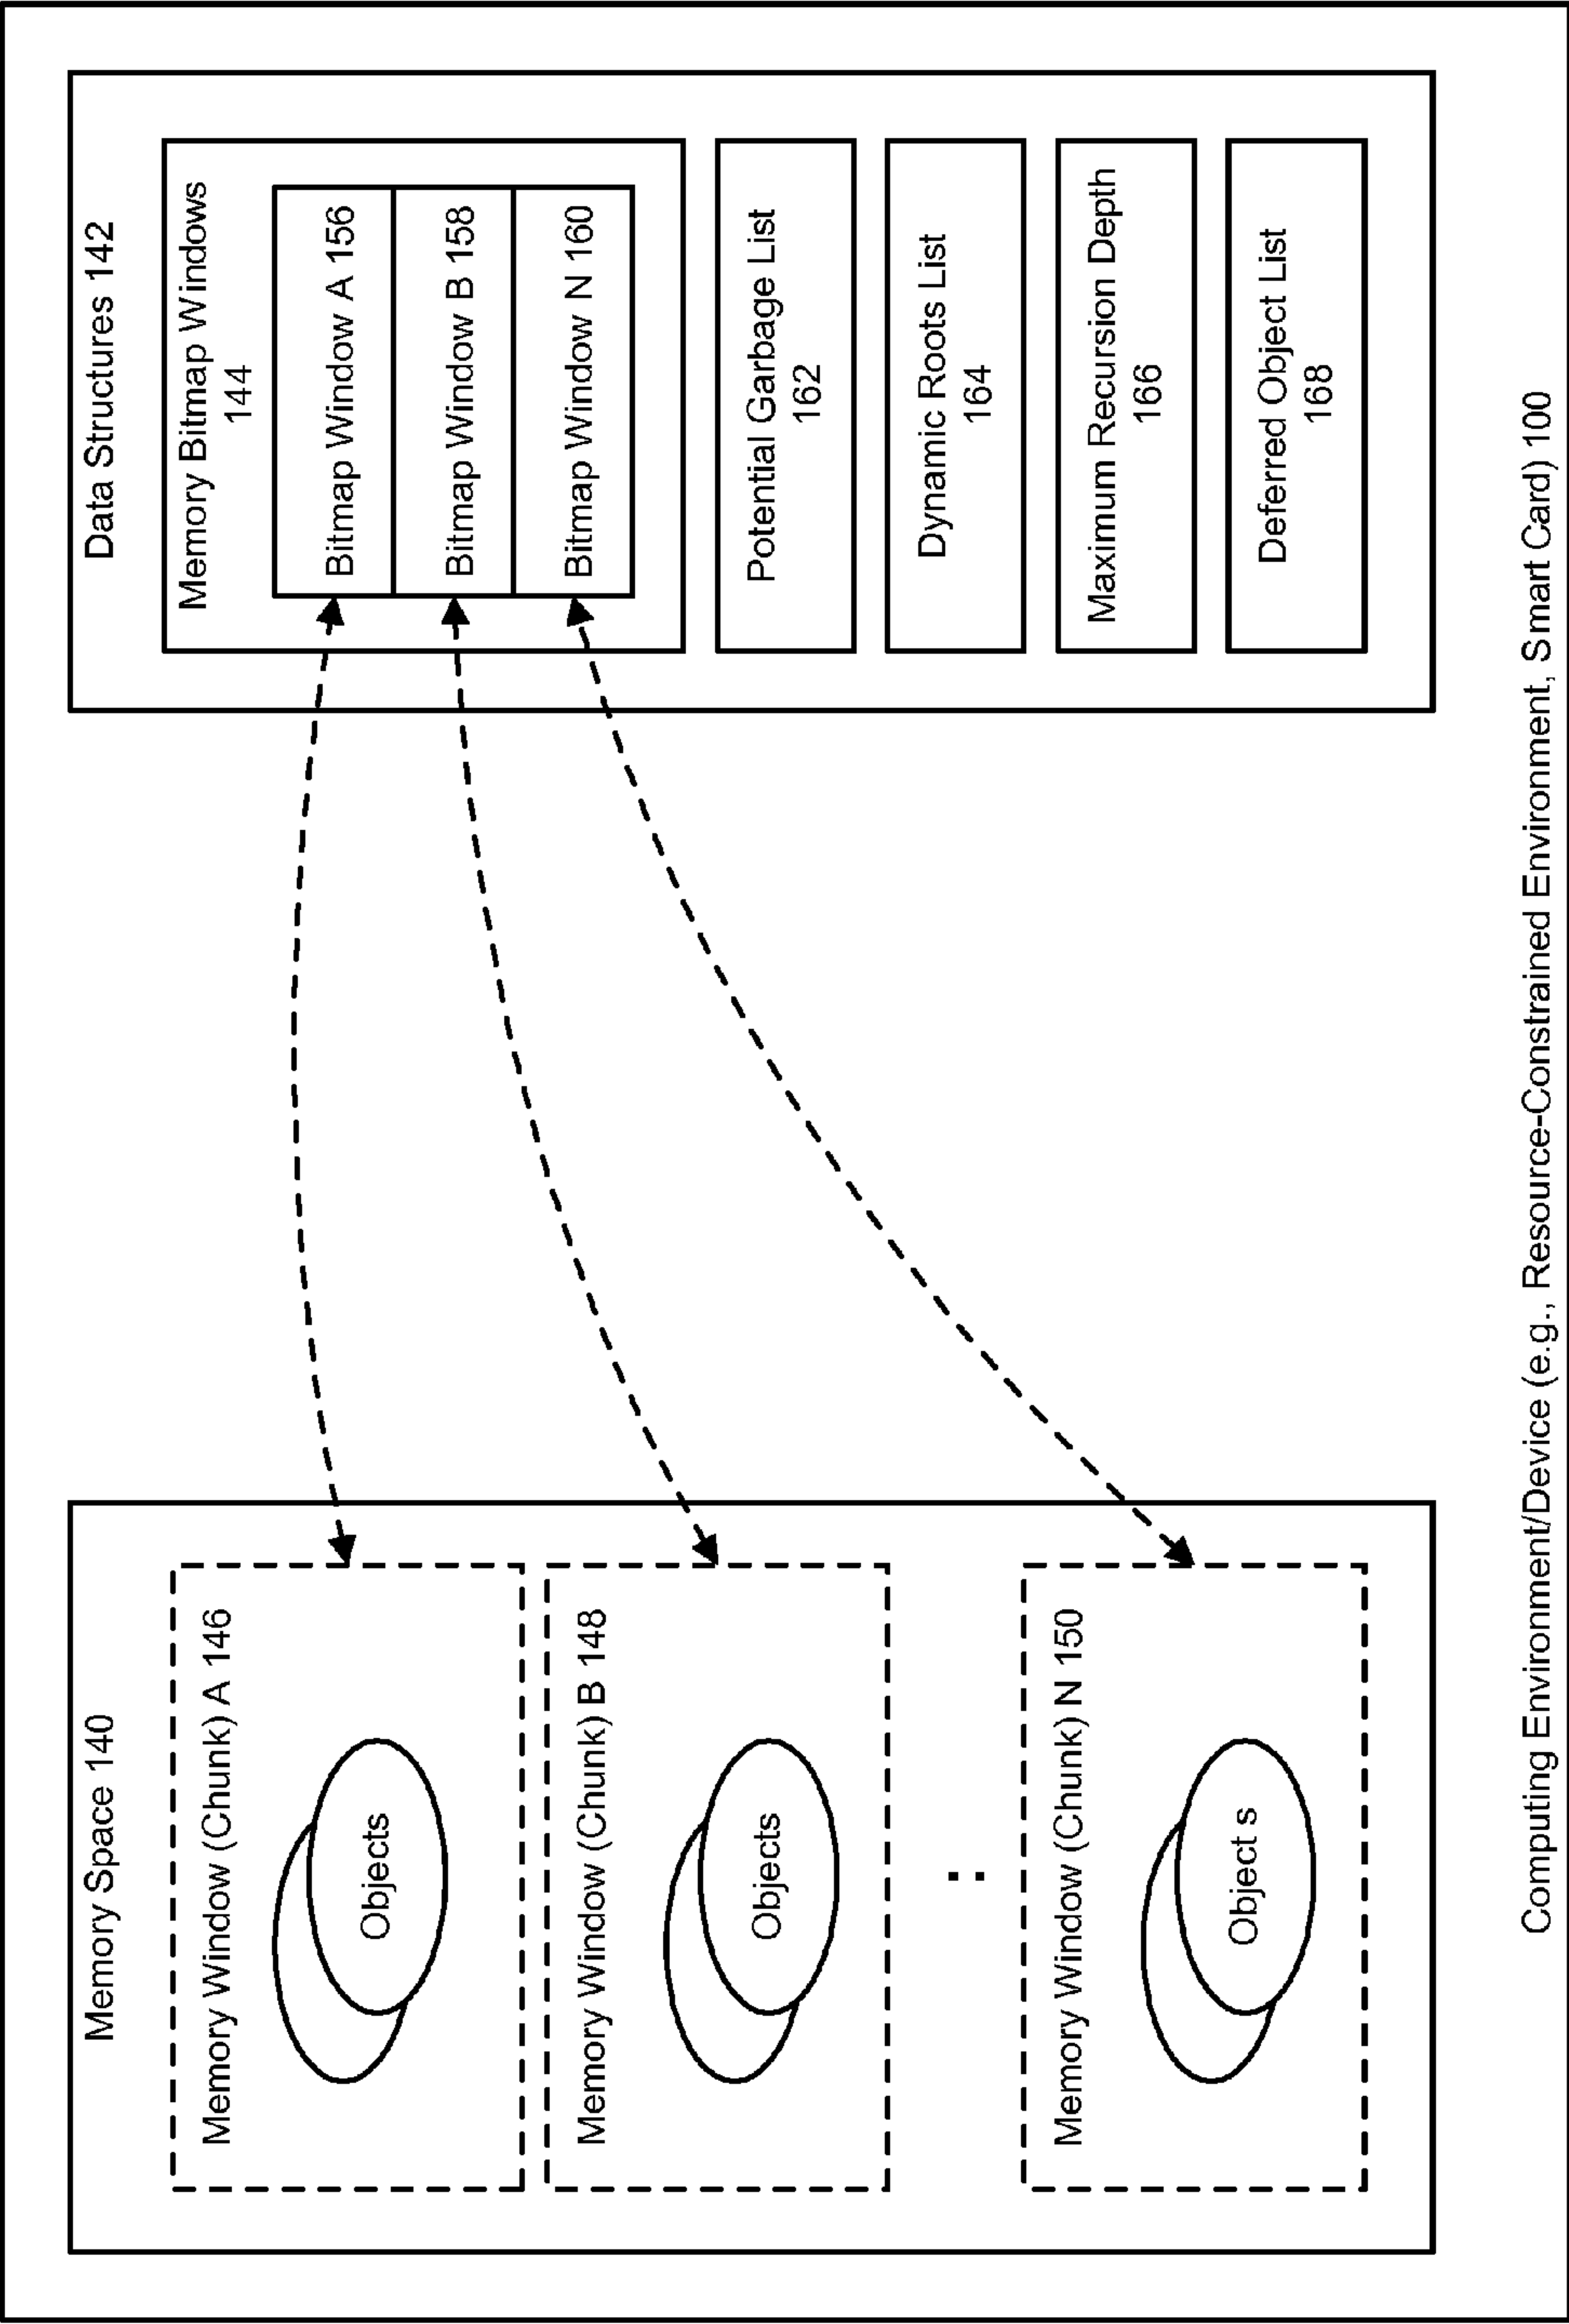 Memory Space 140
Memory Window (Chunk) A 146
Objects
Memory Window (Chunk) B 148
Objects
..
Memory Window (Chunk) N 150
Object s
Data Structures 142
Memory Bitmap Windows
144
Bitmap Window A 156
Bitmap Window B 158
Bitmap Window N 160
Potential Garbage List
162
Dynamic Roots List
164
Maximum Recursion Depth
166
Deferred Object List
168
Computing Environment/Device (e.g., Resource-Constrained Environment, Smart Card) 100